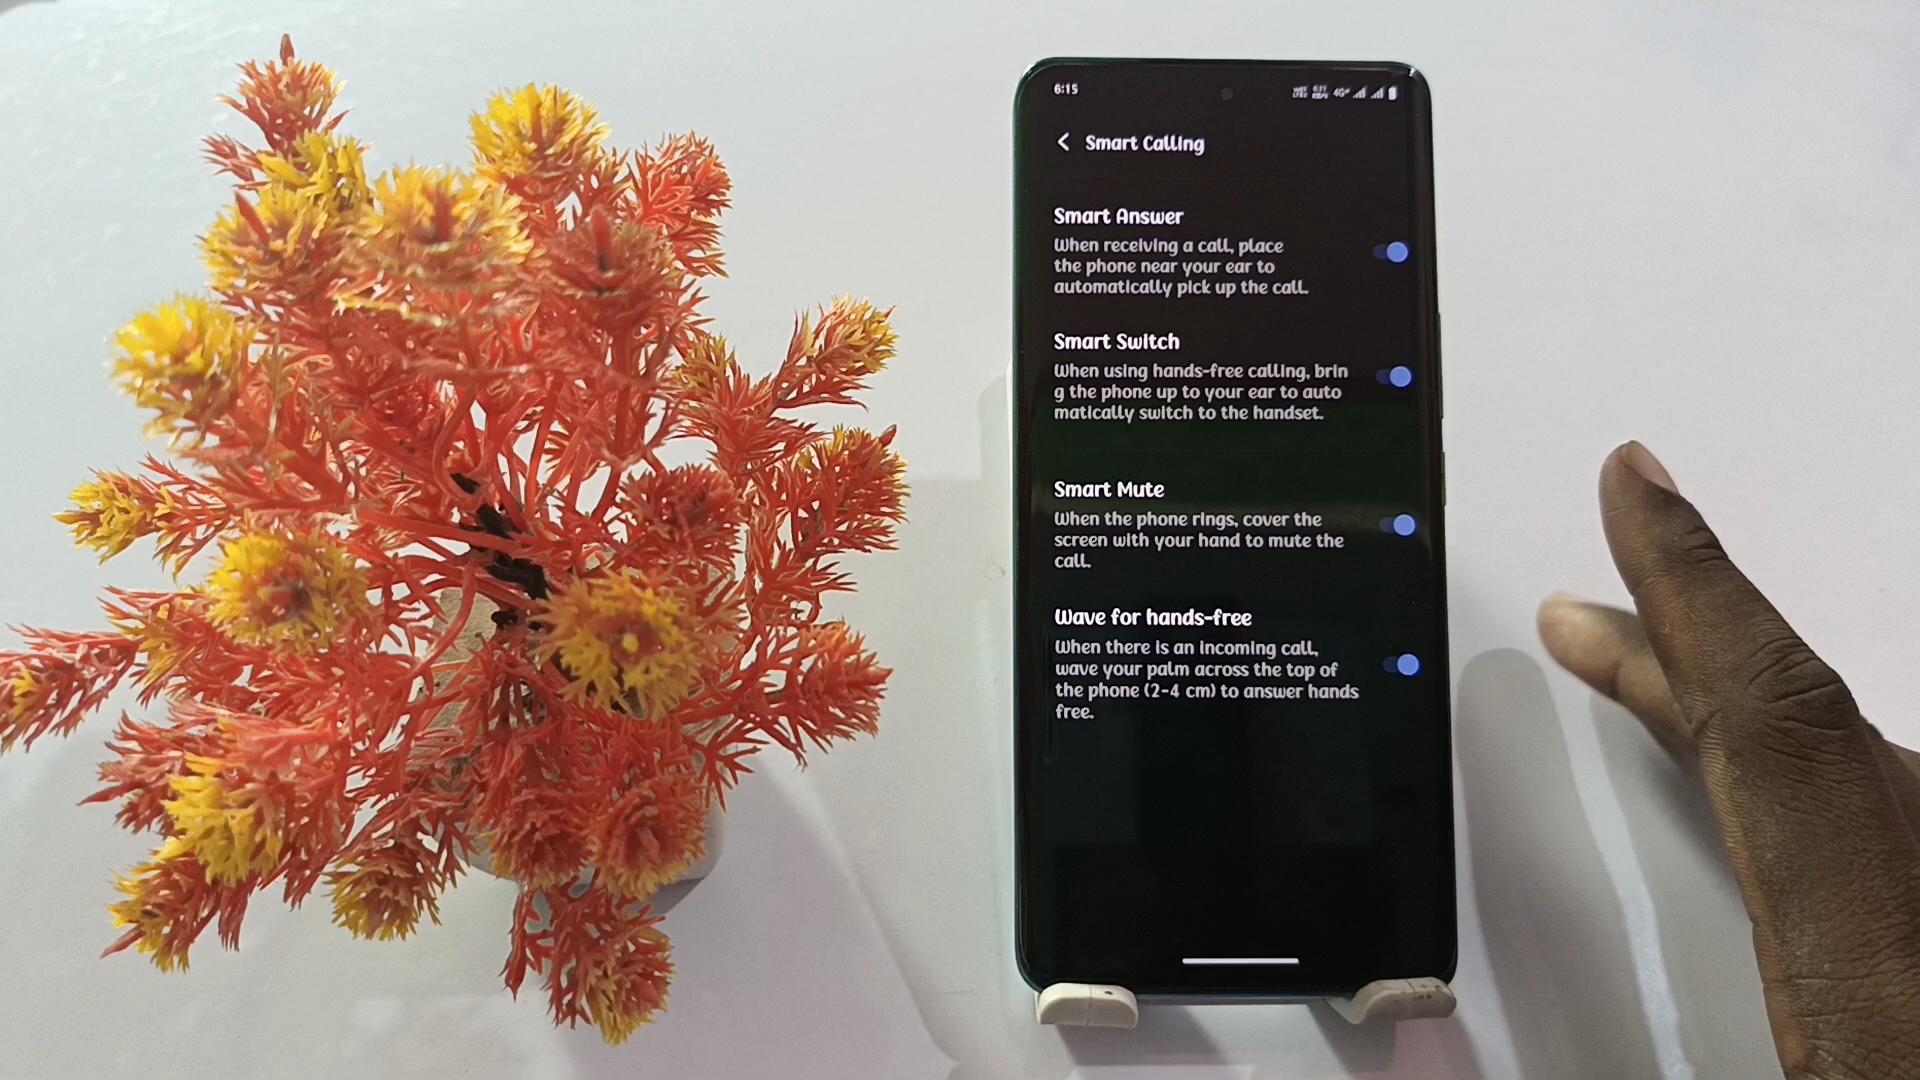 6:15
4G+
Smart Calling
Smart Answer
When receiving a call, place
the phone near your ear to
automatically pick up the call.
Smart Switch
When using hands-free calling, brin
g the phone up to your ear to auto
matically switch to the handset.
Smart Mute
When the phone rings, cover the
screen with your hand to mute the
call.
Wave for hands-free
When there is an incoming call,
wave your palm across the top of
the phone (2-4 cm) to answer hands
free.